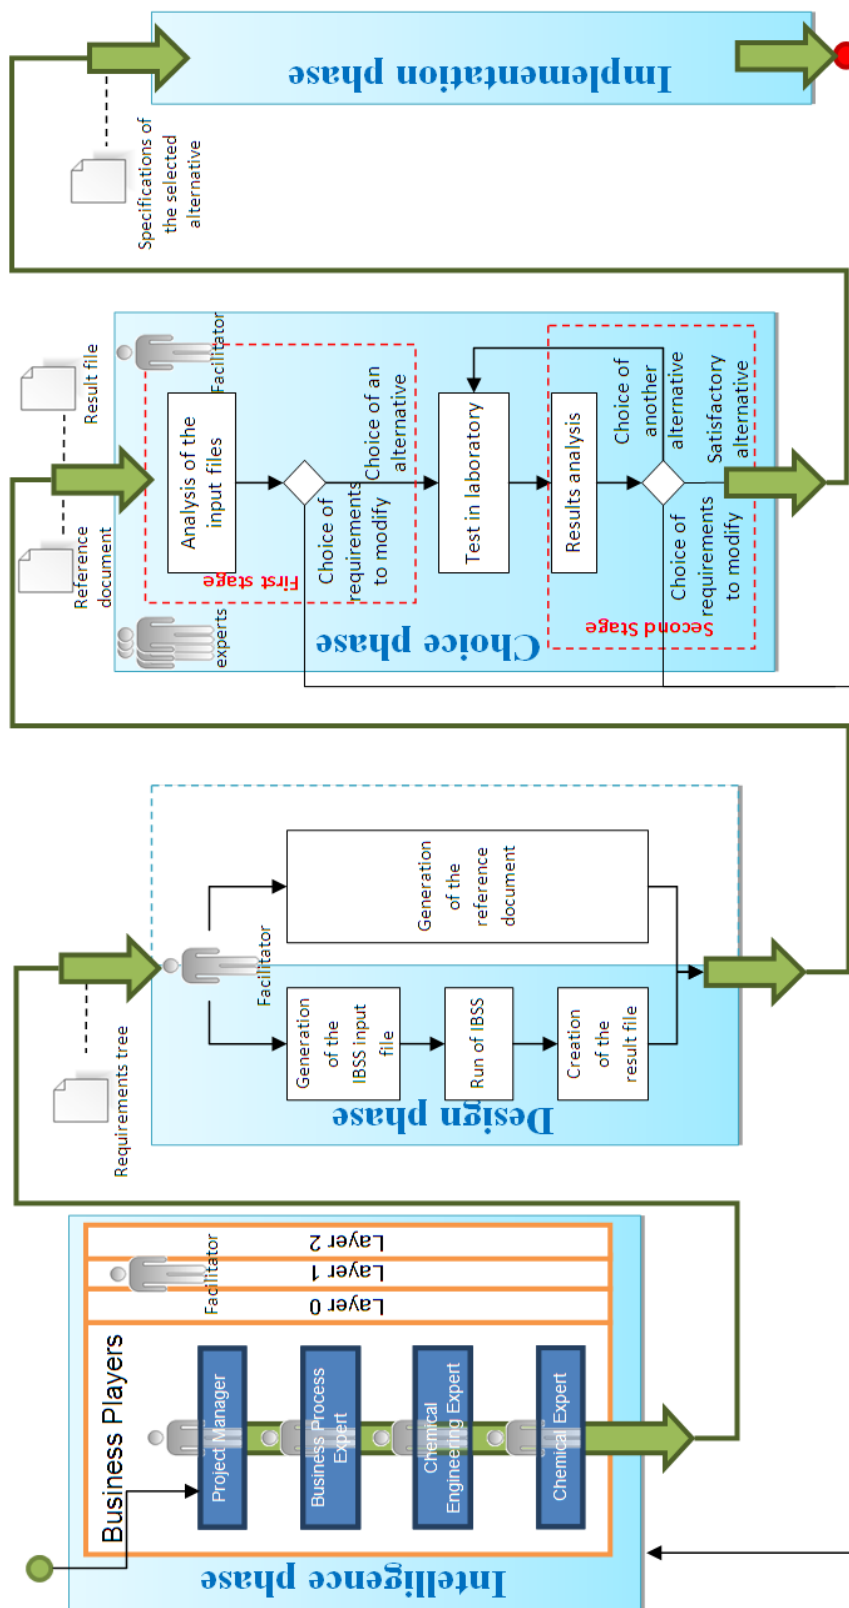 Intelligence phase
Business Players
Project Manager
Business Process
Expert
Chemical
Engineering Expert
Chemical Expert
Layer 0
Layer 1
Layer 2
Facilitator
Requirements tree
Design phase
Facilitator
Generation
of the
IBSS input
file
Run of IBSS
Creation
of the
result file
Generation
of the
reference
document
Reference
document
Result file
Choice phase
experts
Facilitator
First stage
Analysis of the
input files
Choice of
requirements
to modify
Choice of an
alternative
Test in laboratory
Second Stage
Results analysis
Choice of
another
alternative
Choice of
requirements
to modify
Satisfactory
alternative
Specifications of
the selected
alternative
Implementation phase